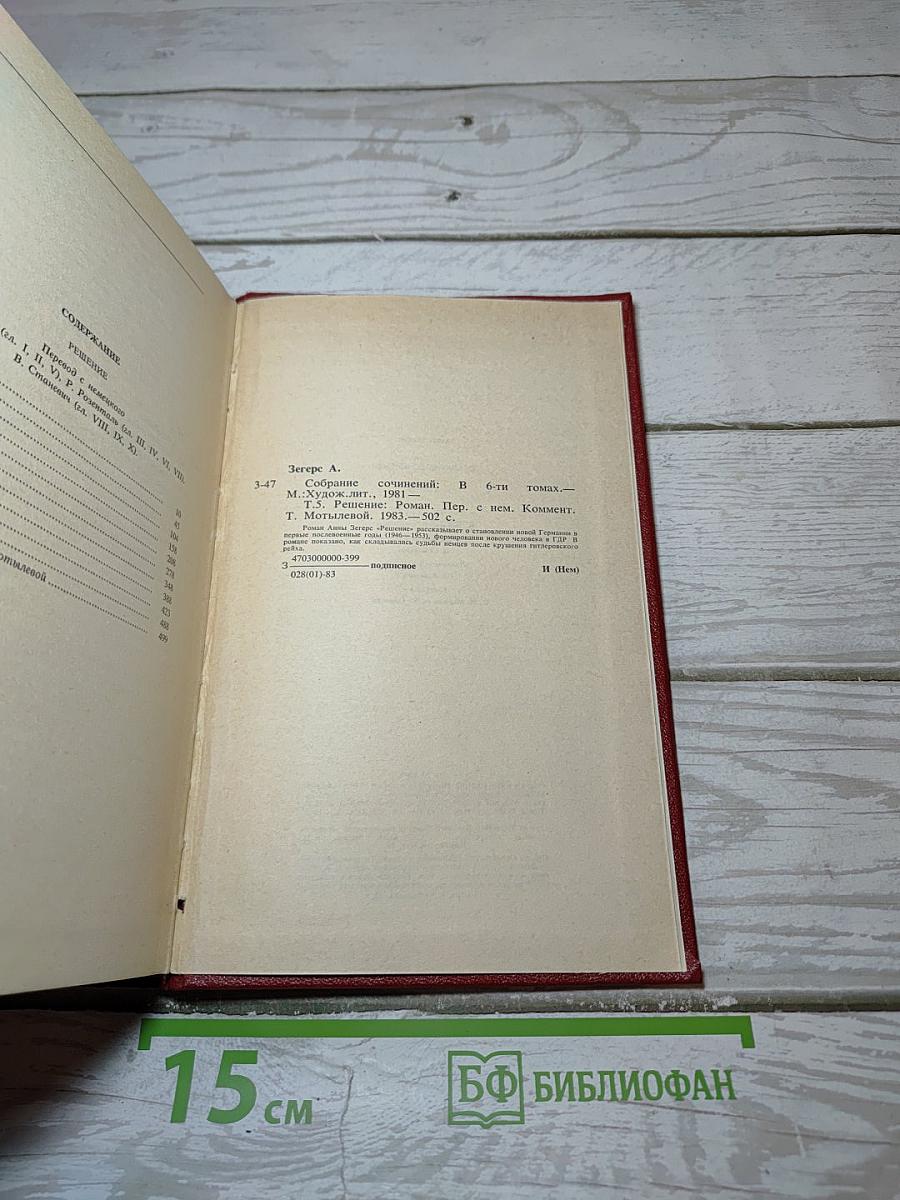 СОДЕРЖАНИЕ
РЕШЕНИЕ
Перевод с немецкого
(гл. I, II, V), Р. Розенталь (гл. III, IV, VI, VII),
В. Станевич (гл. VIII, IX, X).
10
45
104
158
208
278
348
388
423
488
отылевой 499
Зегерс А.
3-47 Собрание сочинений: В 6-ти томах.—
М.:Худож.лит., 1981—
Т.5. Решение: Роман. Пер. с нем. Коммент.
Т. Мотылевой. 1983.—502 с.
Роман Анны Зегерс «Решение» рассказывает о становлении новой Германии в
первые послевоенные годы (1946—1953), формировании нового человека в ГДР. В
романе показано, как складывалась судьбы немцев после крушения гитлеровского
рейха.
4703000000-399
З подписное И (Нем)
028(01)-83
15 см
БФ БИБЛИОФАН